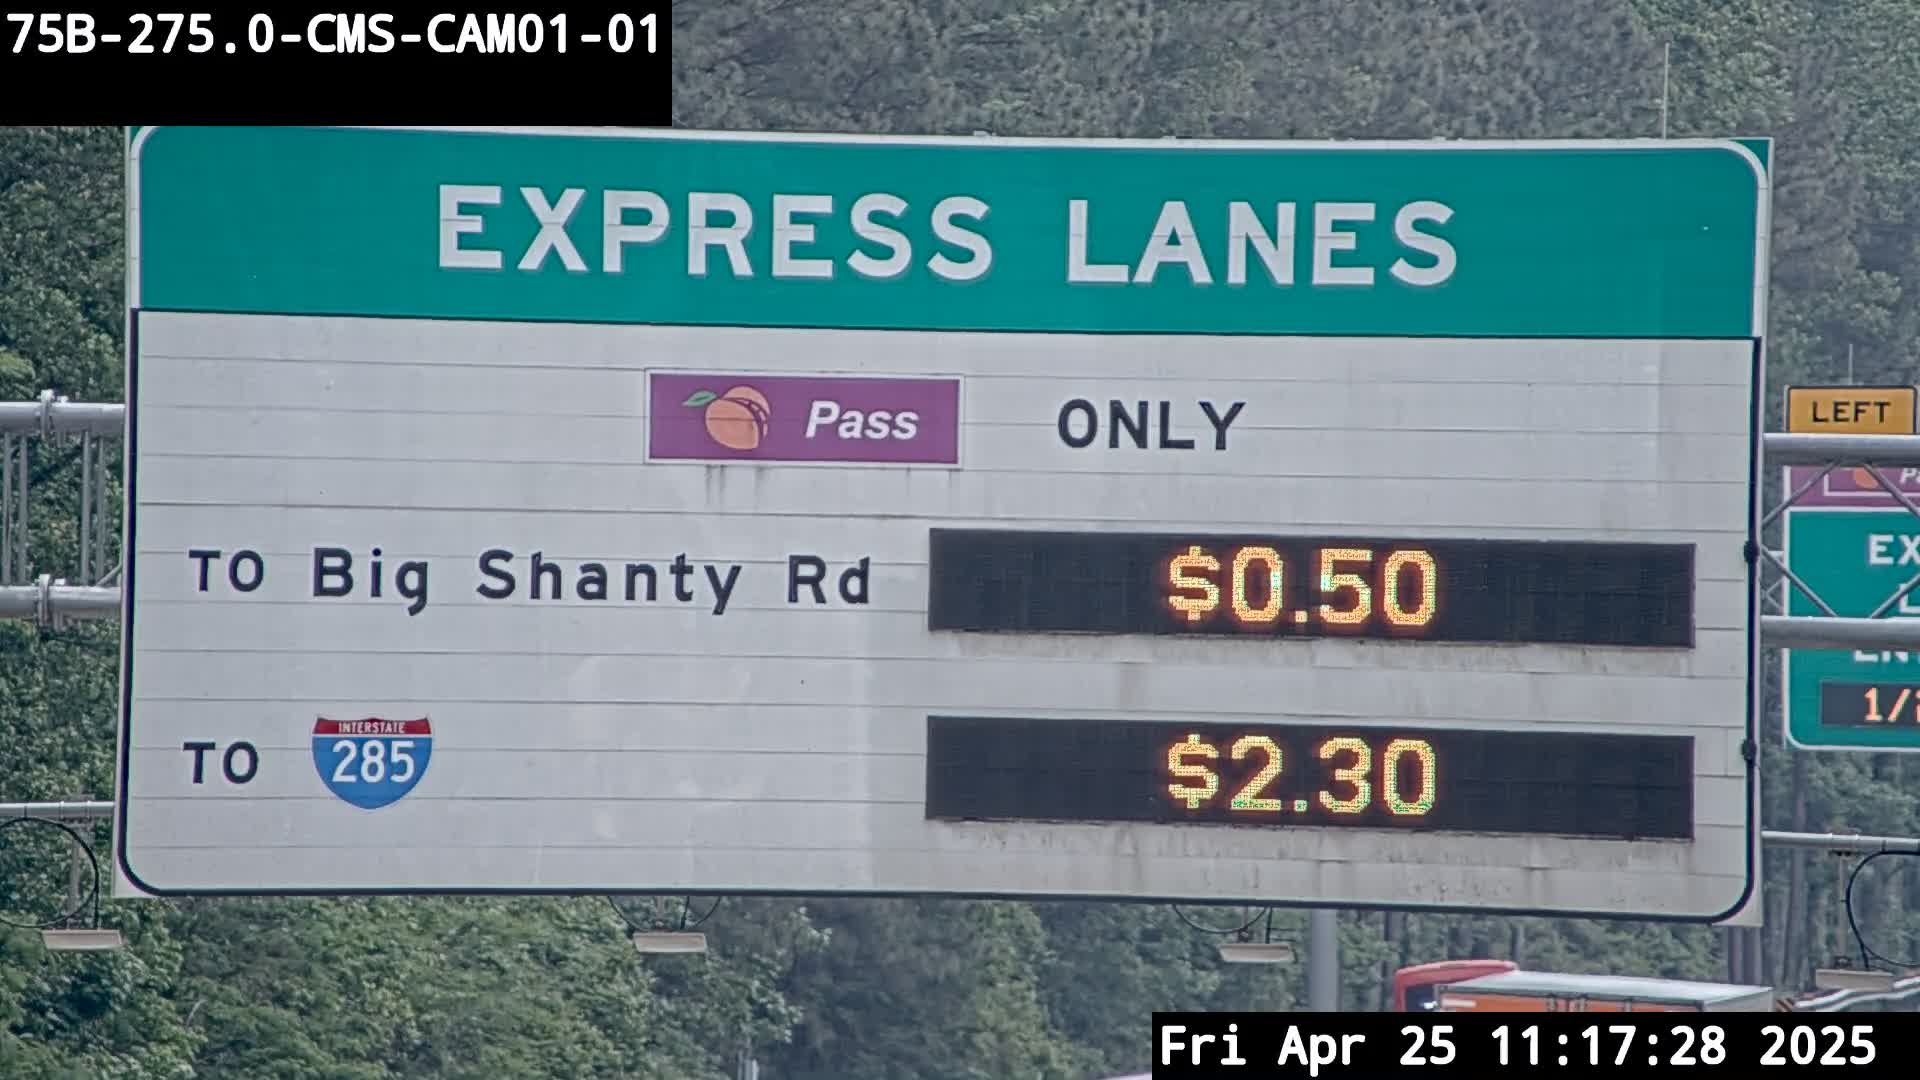 75B-275.0-CMS-CAM01-01
EXPRESS LANES
Pass ONLY
TO Big Shanty Rd $0.50
TO INTERSTATE 285 $2.30
LEFT
Fri Apr 25 11:17:28 2025